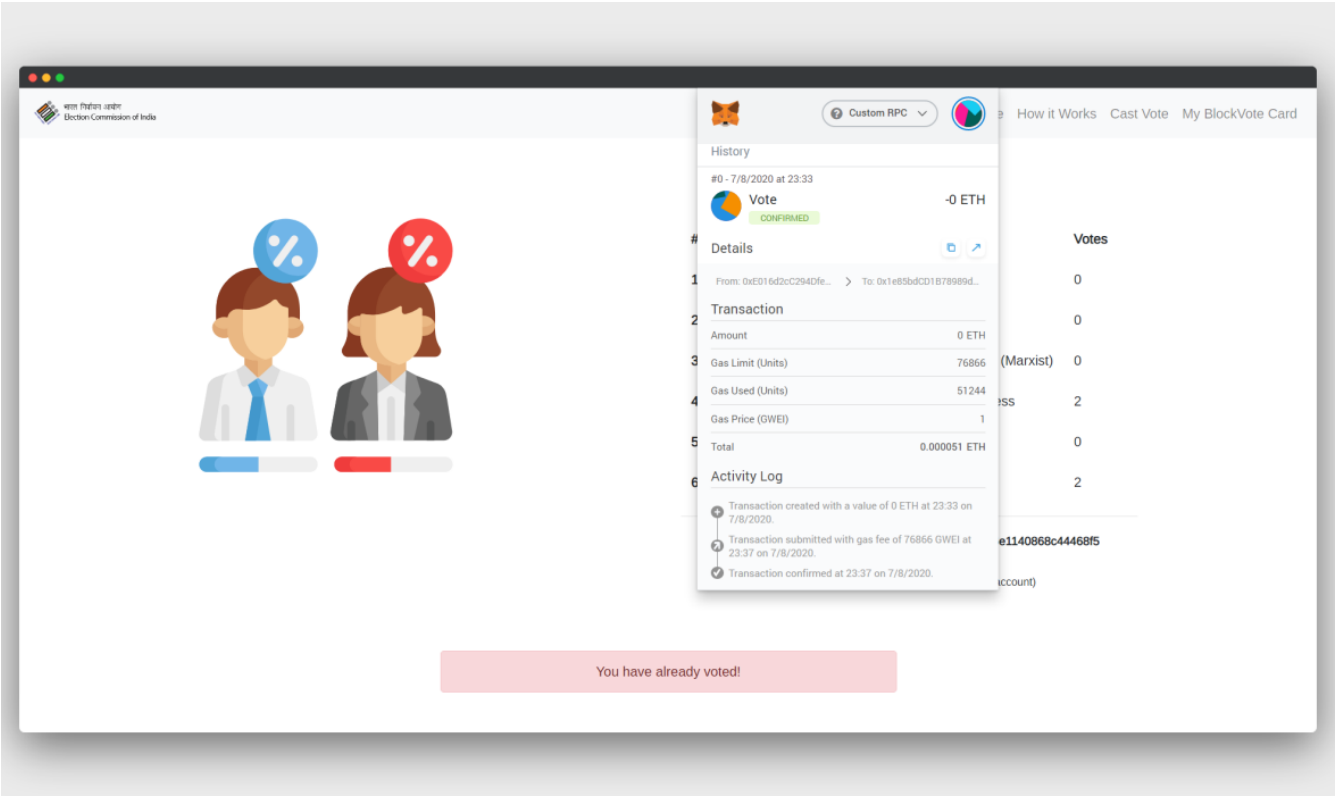 भारत निर्वाचन आयोग
Election Commission of India
Custom RPC
How it Works Cast Vote My BlockVote Card
History
#0 - 7/8/2020 at 23:33
Vote -0 ETH
CONFIRMED
# Votes
Details
From: 0xE016d2cC294Dfe... To: 0x1e85bdCD1B78989d...
1 0
Transaction
2 0
Amount 0 ETH
3 (Marxist) 0
Gas Limit (Units) 76866
Gas Used (Units) 51244
4 ess 2
Gas Price (GWEI) 1
5 0
Total 0.000051 ETH
Activity Log
6 2
Transaction created with a value of 0 ETH at 23:33 on
7/8/2020.
Transaction submitted with gas fee of 76866 GWEI at
23:37 on 7/8/2020.
e1140868c44468f5
Transaction confirmed at 23:37 on 7/8/2020.
account)
You have already voted!